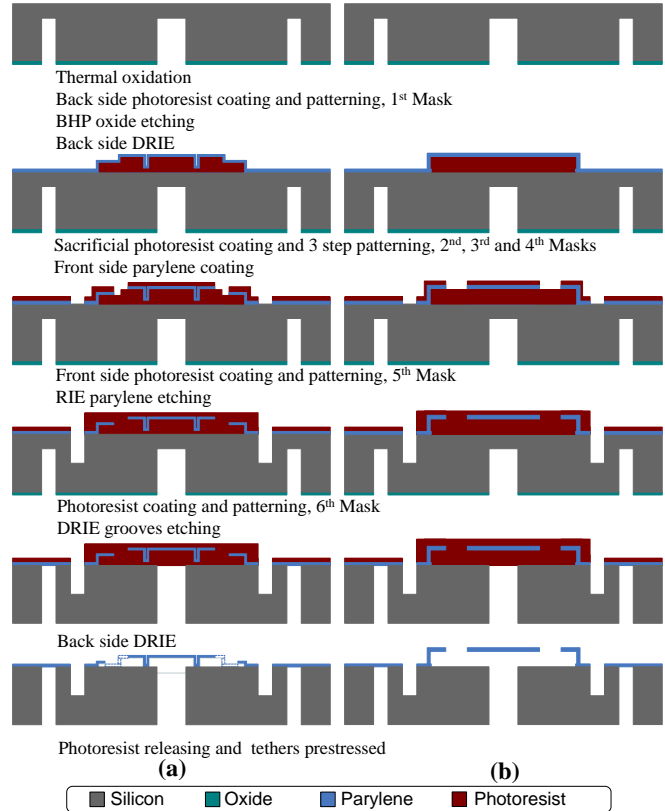 Thermal oxidation
Back side photoresist coating and patterning, 1st Mask
BHP oxide etching
Back side DRIE
Sacrificial photoresist coating and 3 step patterning, 2nd, 3rd and 4th Masks
Front side parylene coating
Front side photoresist coating and patterning, 5th Mask
RIE parylene etching
Photoresist coating and patterning, 6th Mask
DRIE grooves etching
Back side DRIE
Photoresist releasing and tethers prestressed
(a) (b)
Silicon Oxide Parylene Photoresist